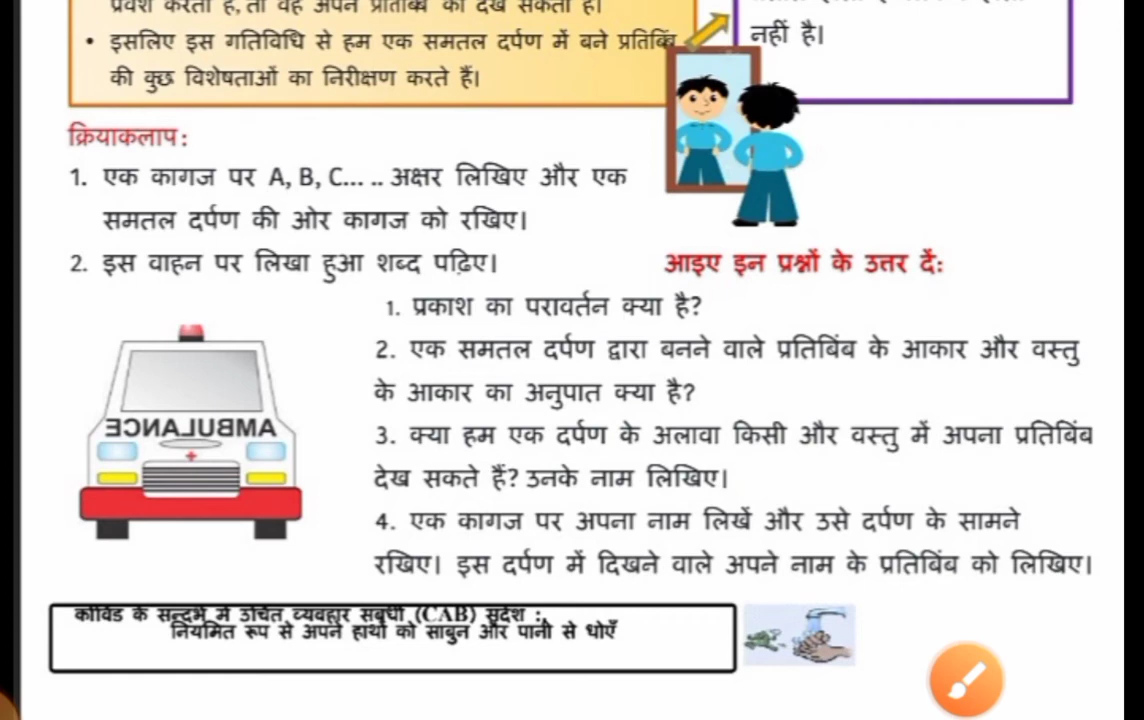 प्रवेश करता है, तो वह अपने प्रतिबिंब को देख सकता है।
• इसलिए इस गतिविधि से हम एक समतल दर्पण में बने प्रतिबिंब
की कुछ विशेषताओं का निरीक्षण करते हैं।
नहीं है।
क्रियाकलाप:
1. एक कागज पर A, B, C... .. अक्षर लिखिए और एक
समतल दर्पण की ओर कागज को रखिए।
2. इस वाहन पर लिखा हुआ शब्द पढ़िए।
आइए इन प्रश्नों के उत्तर दें:
1. प्रकाश का परावर्तन क्या है?
2. एक समतल दर्पण द्वारा बनने वाले प्रतिबिंब के आकार और वस्तु
के आकार का अनुपात क्या है?
3. क्या हम एक दर्पण के अलावा किसी और वस्तु में अपना प्रतिबिंब
देख सकते हैं? उनके नाम लिखिए।
4. एक कागज पर अपना नाम लिखें और उसे दर्पण के सामने
रखिए। इस दर्पण में दिखने वाले अपने नाम के प्रतिबिंब को लिखिए।
AMBULANCE
कोविड के सन्दर्भ में उचित व्यवहार संबंधी (CAB) संदेश :
नियमित रूप से अपने हाथों को साबुन और पानी से धोएँ